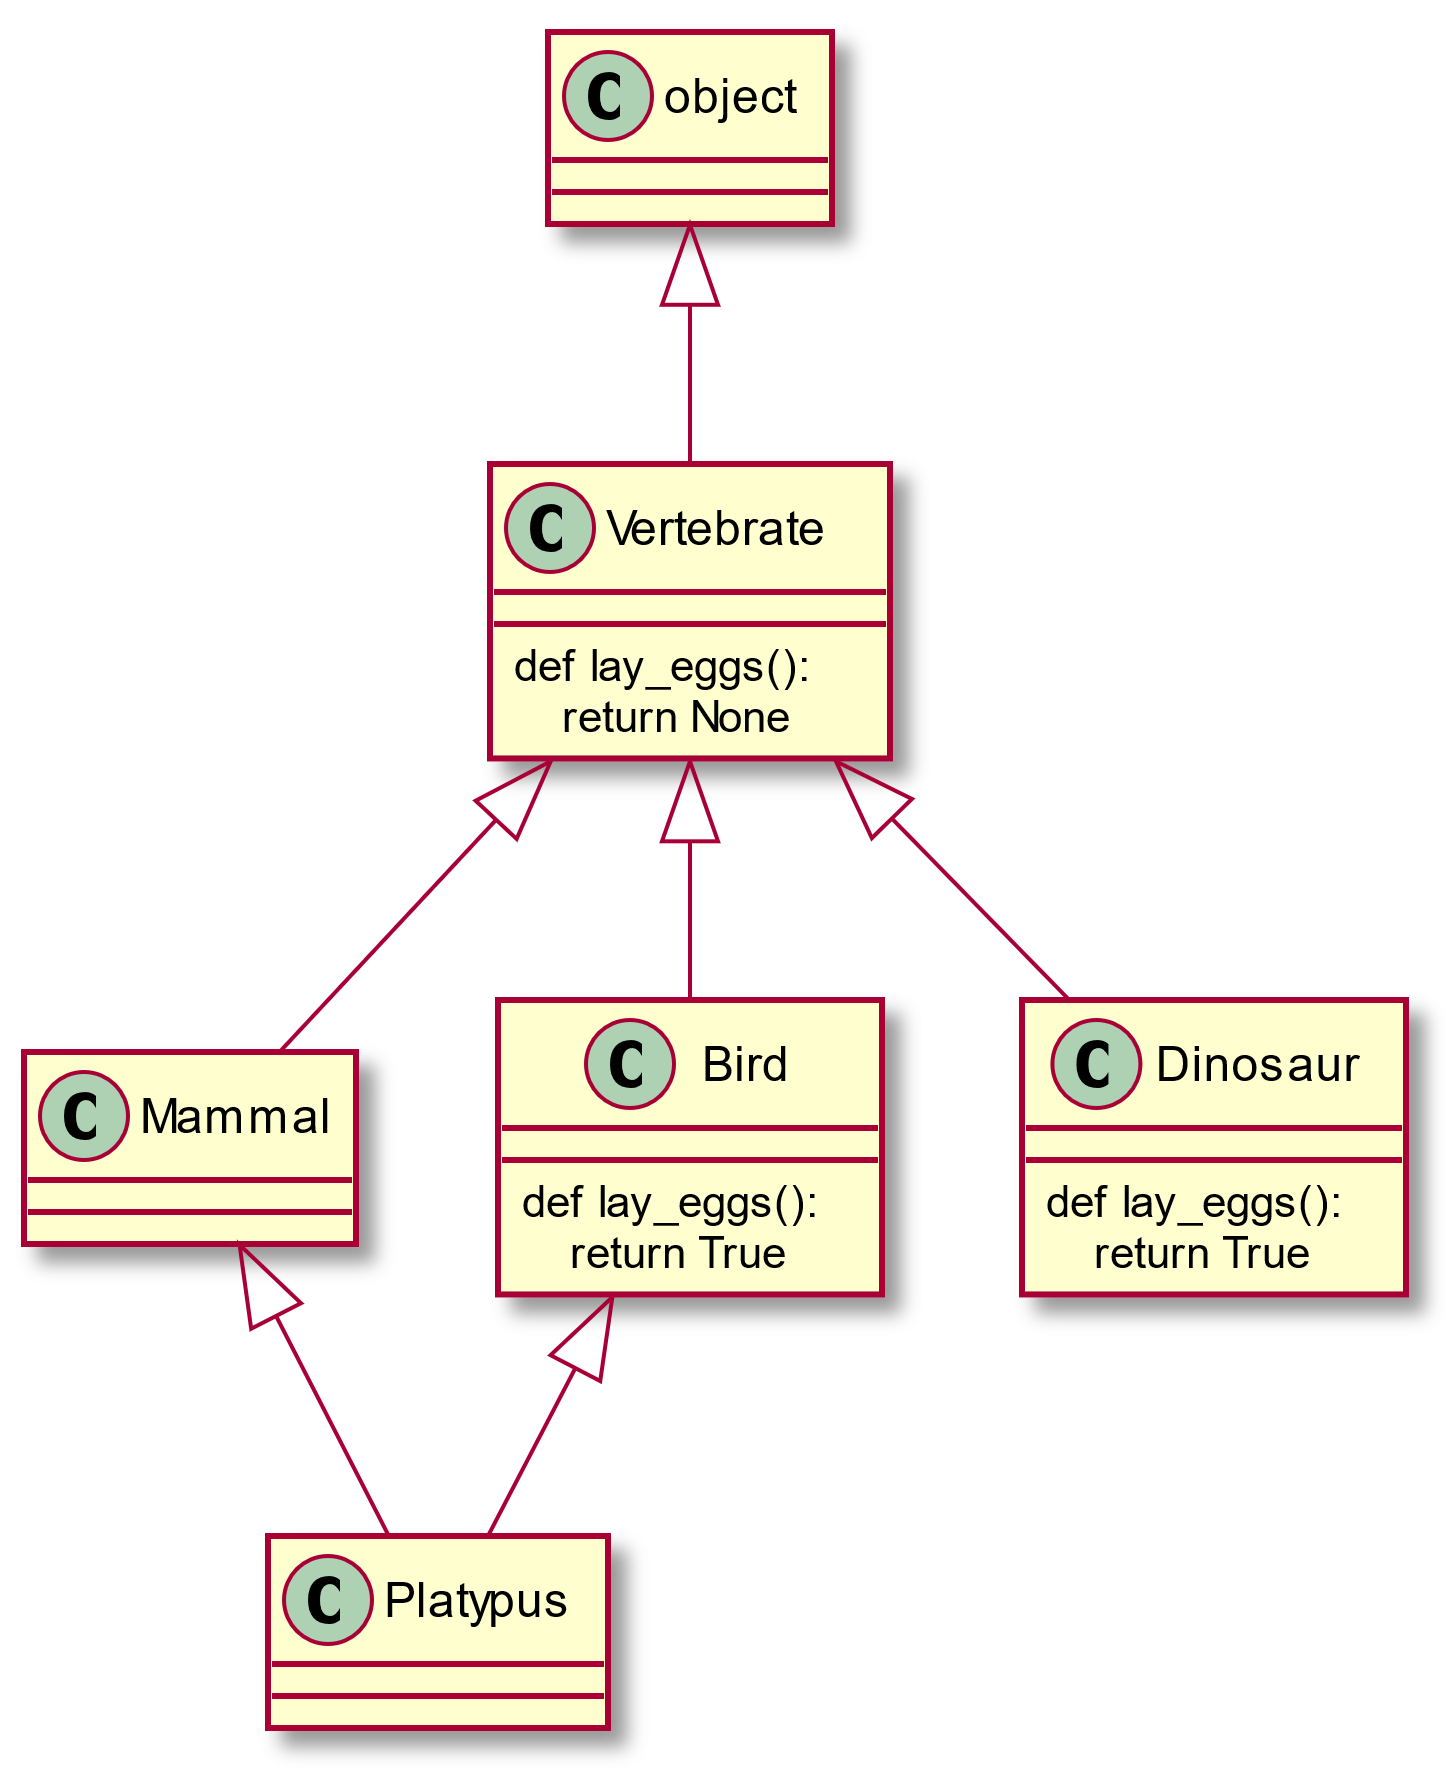 C object
C Vertebrate
def lay_eggs():
return None
C Mammal
C Bird
def lay_eggs():
return True
C Dinosaur
def lay_eggs():
return True
C Platypus